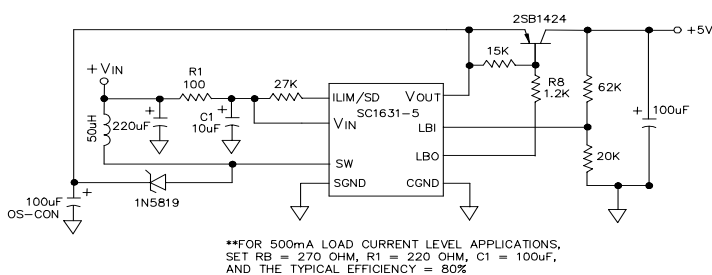 2SB1424
+5V
15K
+VIN
R1
100
27K
ILIM/SD
VOUT
R8
1.2K
62K
SC1631-5
50uH
220uF
C1
10uF
VIN
LBI
100uF
+
SW
LBO
20K
SGND
CGND
100uF
OS-CON
1N5819
**FOR 500mA LOAD CURRENT LEVEL APPLICATIONS,
SET RB = 270 OHM, R1 = 220 OHM, C1 = 100uF,
AND THE TYPICAL EFFICIENCY = 80%